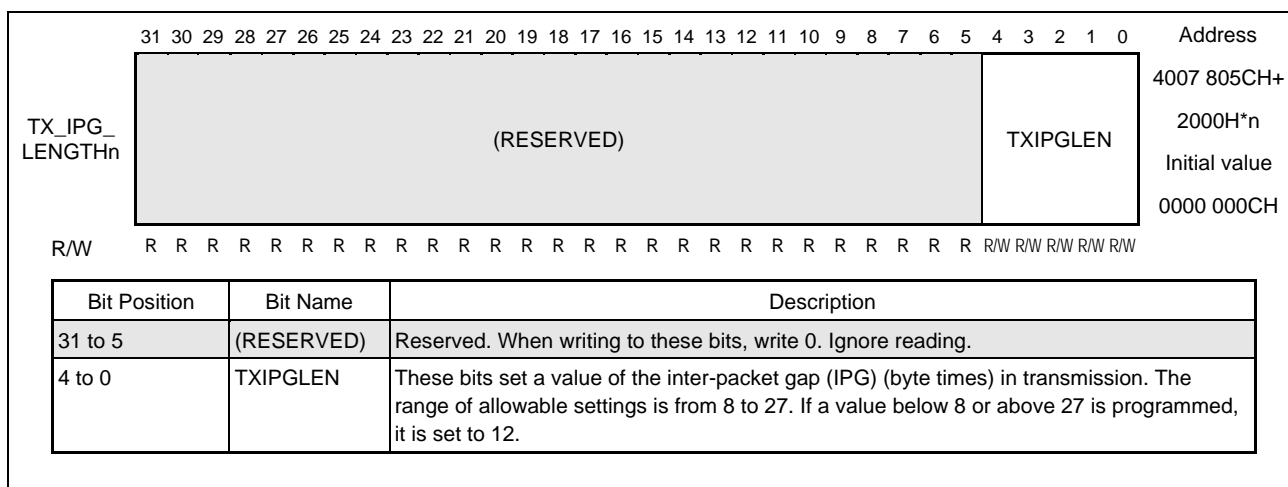 31 30 29 28 27 26 25 24 23 22 21 20 19 18 17 16 15 14 13 12 11 10 9 8 7 6 5 4 3 2 1 0 Address
4007 805CH+
TX_IPG_
LENGTHn
(RESERVED)
TXIPGLEN
2000H*n
Initial value
0000 000CH
R/W R R R R R R R R R R R R R R R R R R R R R R R R R R R R/W R/W R/W R/W R/W
Bit Position Bit Name Description
31 to 5 (RESERVED) Reserved. When writing to these bits, write 0. Ignore reading.
4 to 0 TXIPGLEN These bits set a value of the inter-packet gap (IPG) (byte times) in transmission. The
range of allowable settings is from 8 to 27. If a value below 8 or above 27 is programmed,
it is set to 12.